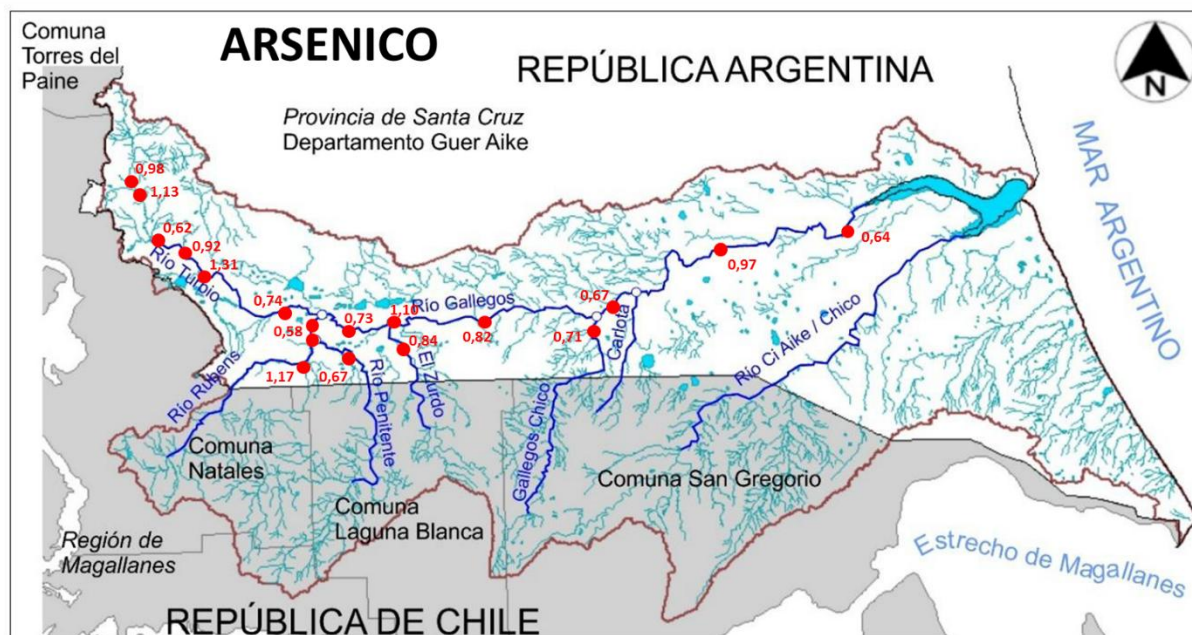 Comuna
Torres del
Paine
ARSENICO
REPÚBLICA ARGENTINA
N
Provincia de Santa Cruz
Departamento Guer Aike
MAR ARGENTINO
0,98
1,13
0,62
0,92
Río Turbio
1,31
0,64
0,97
0,74
0,58
0,73
1,10
Río Gallegos
0,82
0,67
0,71
Carlota
0,84
El Zurdo
1,17
0,67
Río Rubens
Río Penitente
Gallegos Chico
Río Ci Aike / Chico
Comuna
Natales
Comuna
Laguna Blanca
Comuna San Gregorio
Región de
Magallanes
Estrecho de Magallanes
REPÚBLICA DE CHILE